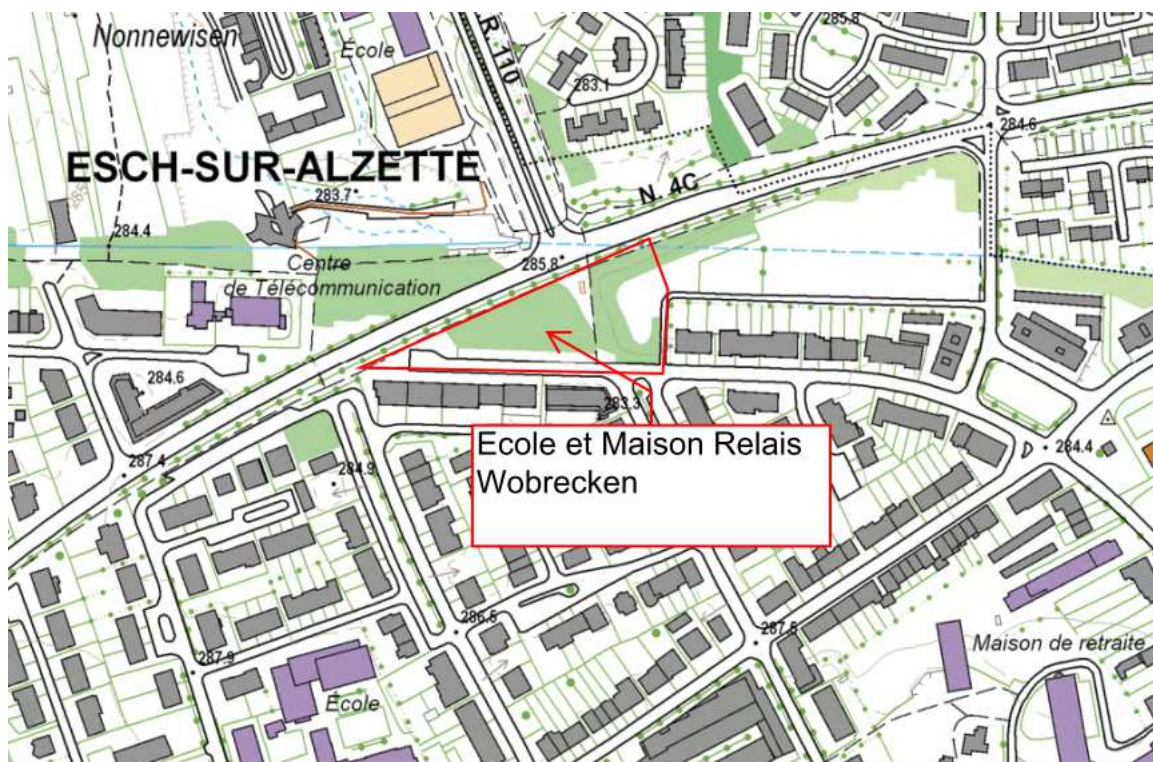 Nonnewisen
École
R. 110
285.8
283.1
284.6
ESCH-SUR-ALZETTE
N. 4C
283.7
284.4
285.8
Centre
de Télécommunication
284.6
283.3
284.4
287.4
284.9
Ecole et Maison Relais
Wobrecken
286.5
287.5
287.9
École
Maison de retraite